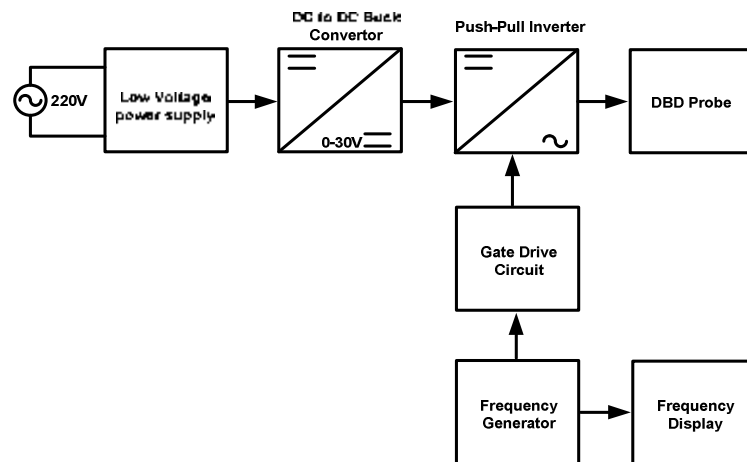 DC to DC Buck
Convertor
Push-Pull Inverter
220V
Low Voltage
power supply
0-30V
DBD Probe
Gate Drive
Circuit
Frequency
Generator
Frequency
Display